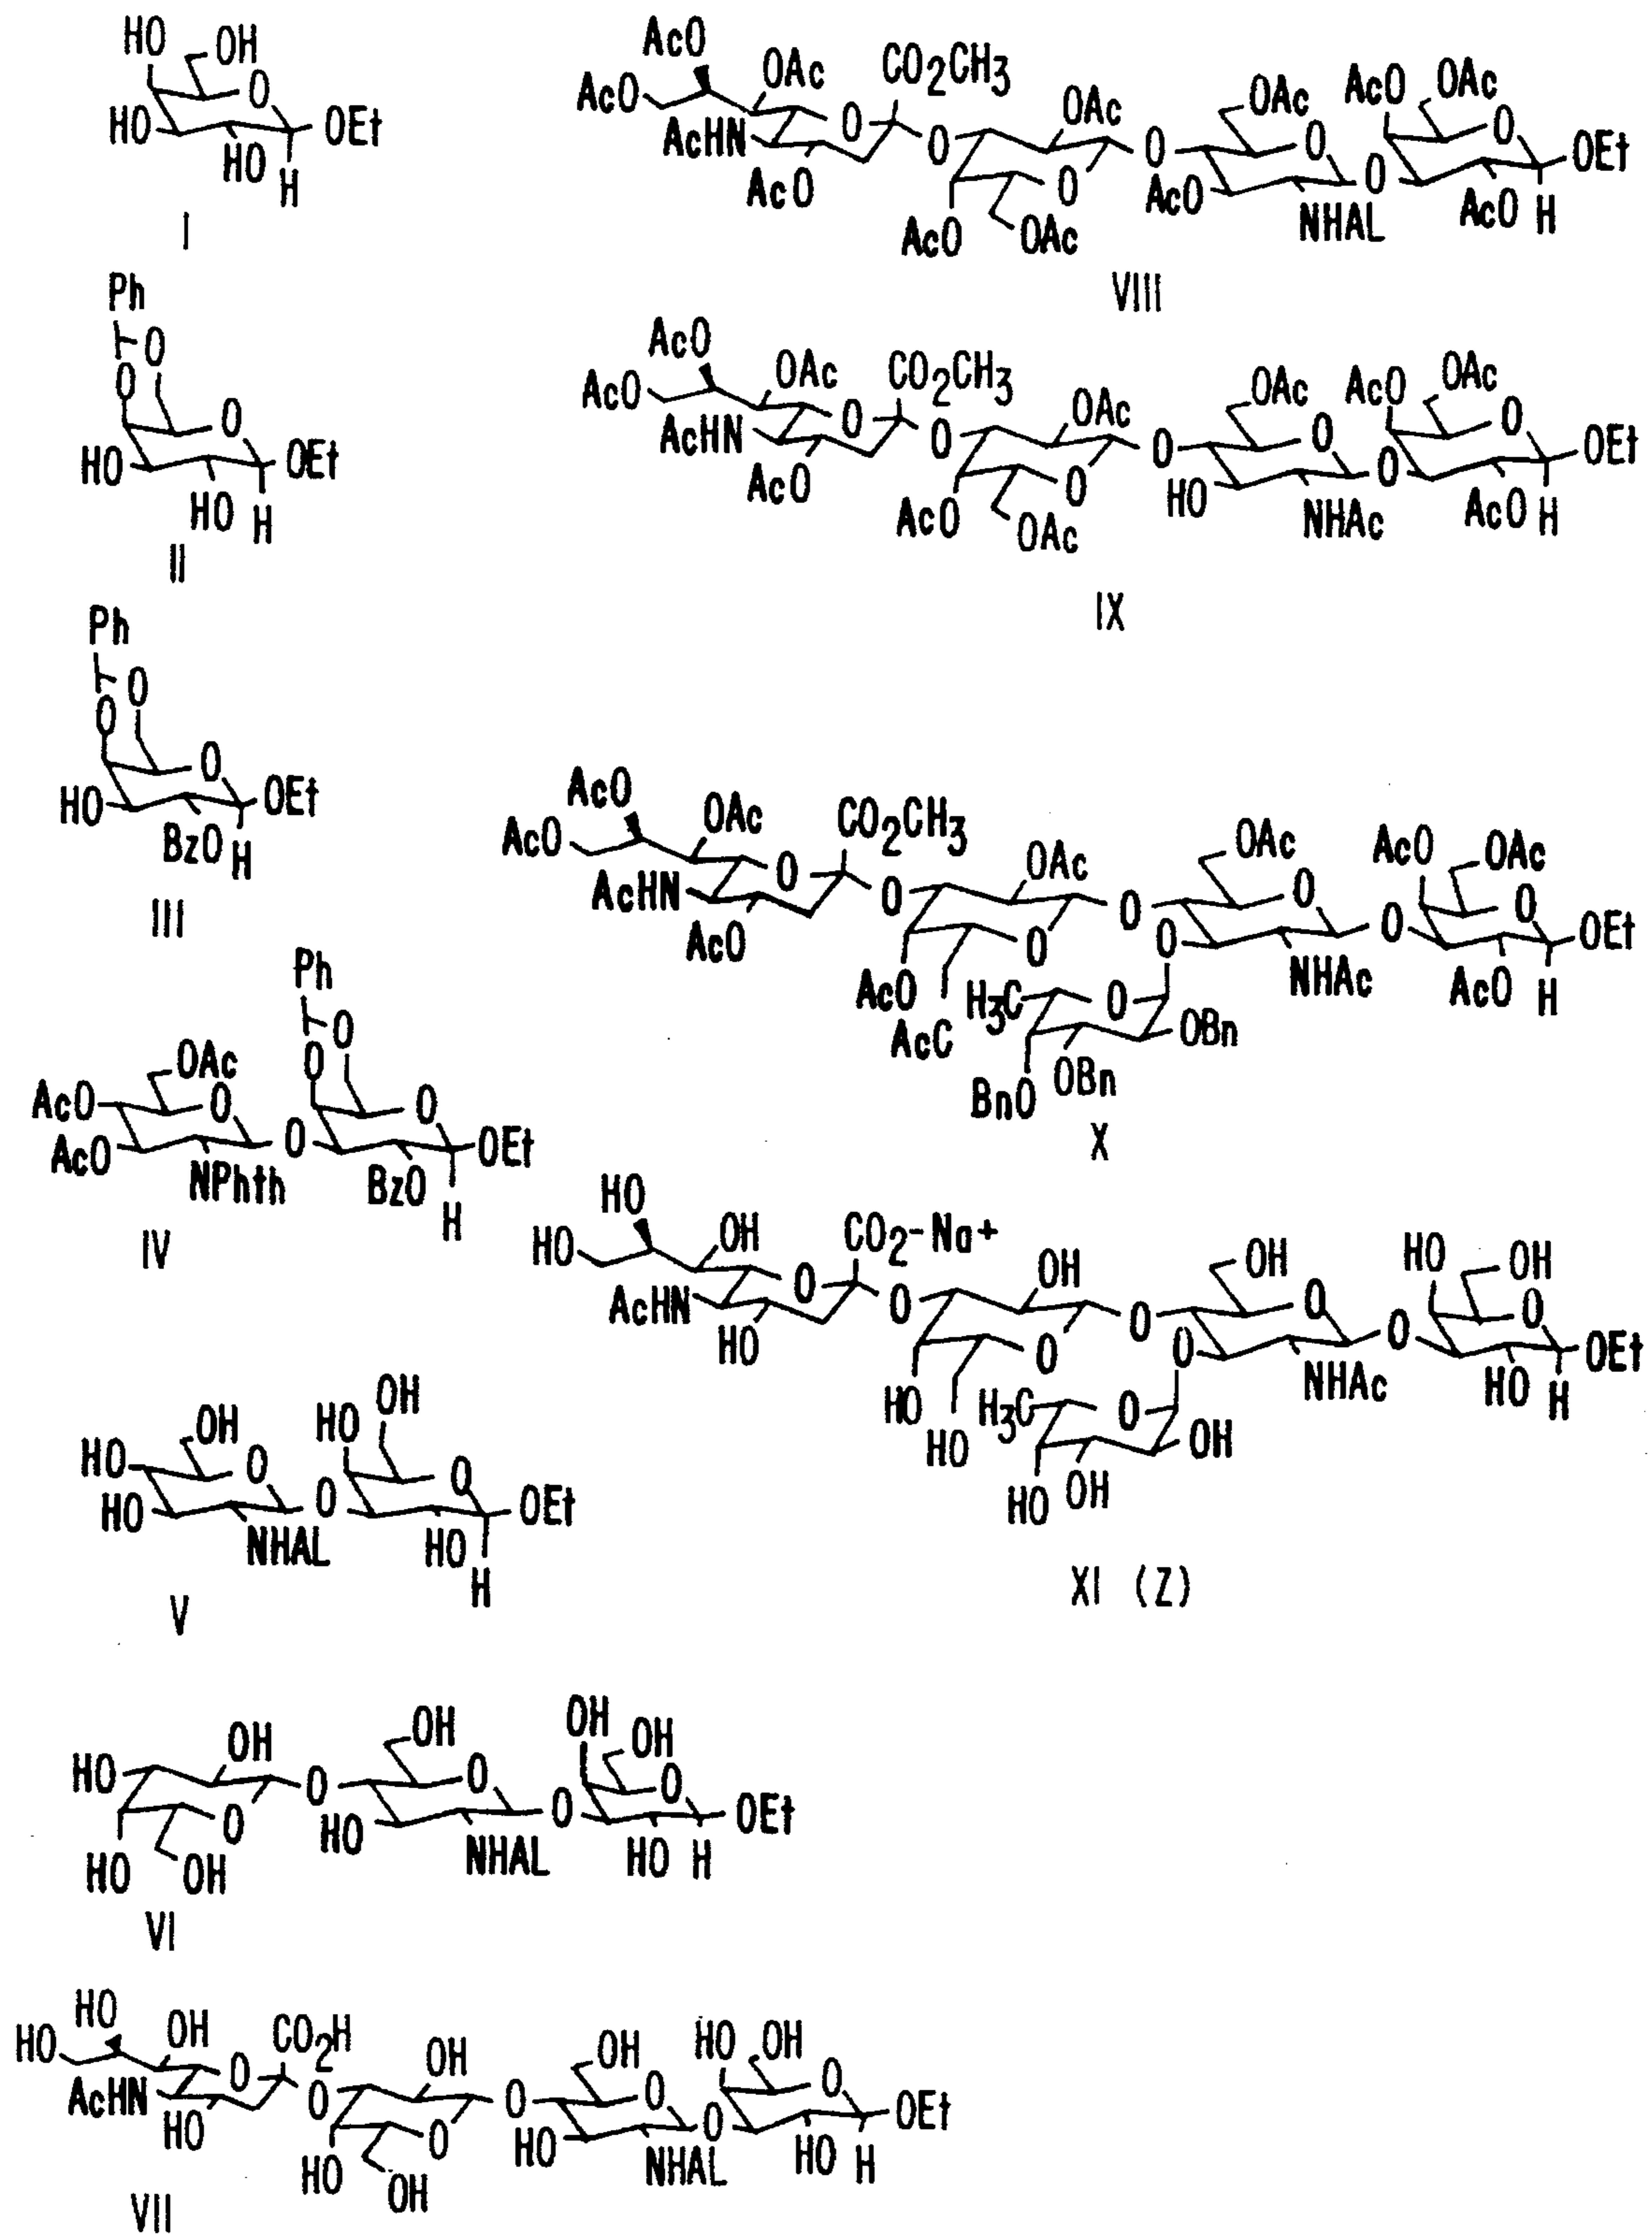 HO OH
O
HO OEt
HO H
I
Ph
O
O
O
HO OEt
HO H
II
Ph
O
O
O
HO OEt
BzO H
III
Ph
O
OAc O
AcO O O
AcO O OEt
NPhth BzO
H
IV
OH
OH HO
HO O O
HO O OEt
NHAL HO
H
V
OH
OH OH OH
HO O O O
O HO O OEt
HO OH NHAL HO H
VI
HO OH CO2H OH OH HO OH
HO O O
AcHN O O O OEt
HO O HO NHAL HO H
HO OH
VII
AcO OAc CO2CH3 OAc OAc AcO OAc
AcO O O O
AcHN O O OEt
AcO O AcO O
AcO OAc NHAL AcO H
VIII
AcO OAc CO2CH3 OAc OAc AcO OAc
AcO O O O
AcHN O O OEt
AcO O HO O
AcO OAc NHAc AcO H
IX
AcO OAc CO2CH3 OAc OAc AcO OAc
AcO O O O
AcHN O O O OEt
AcO O O NHAc AcO H
AcO H3C O
AcC OBn
BnO OBn
X
HO OH CO2-Na+ OH OH HO OH
HO O O O
AcHN O O O OEt
HO O O NHAc HO H
HO H3C O
HO OH
HO OH
XI (Z)